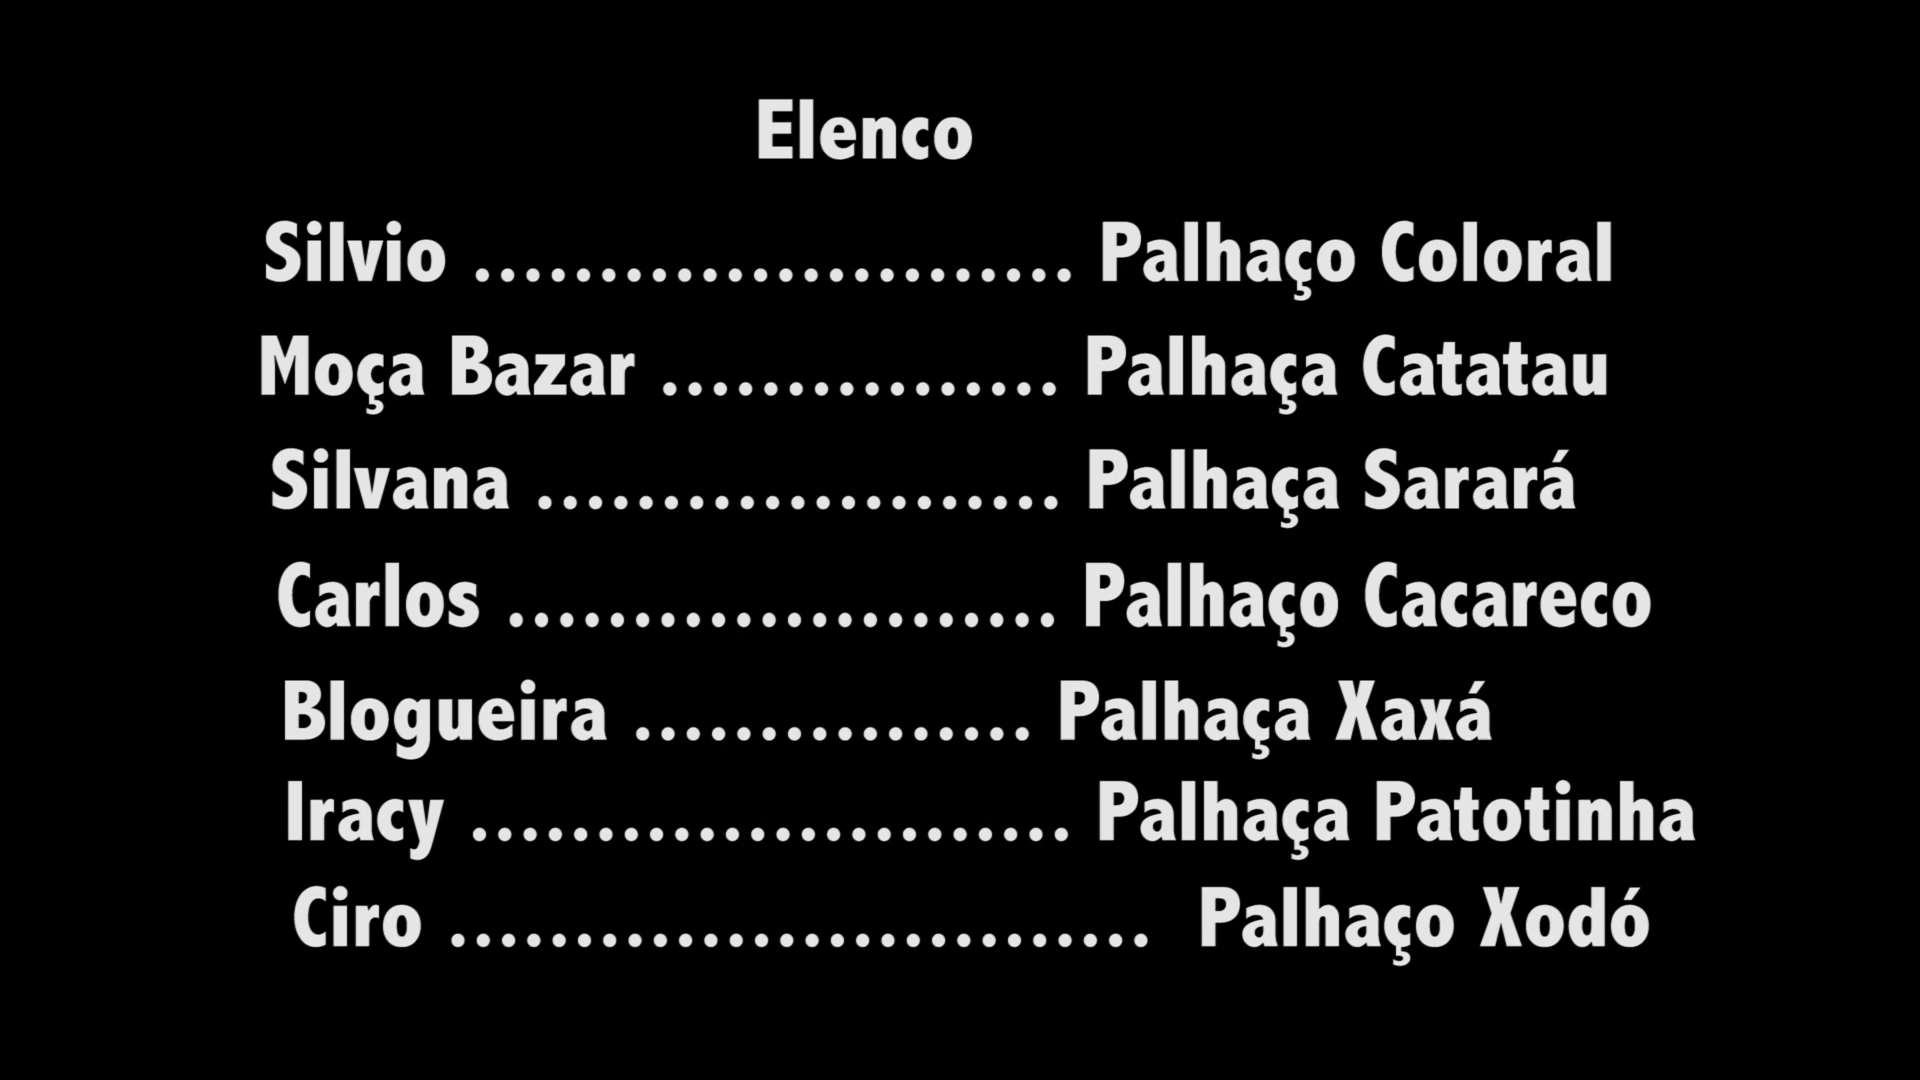 Elenco
Silvio ........................ Palhaço Coloral
Moça Bazar ................ Palhaça Catatau
Silvana ..................... Palhaça Sarará
Carlos ...................... Palhaço Cacareco
Blogueira ................ Palhaça Xaxá
Iracy ........................ Palhaça Patotinha
Ciro ............................ Palhaço Xodó